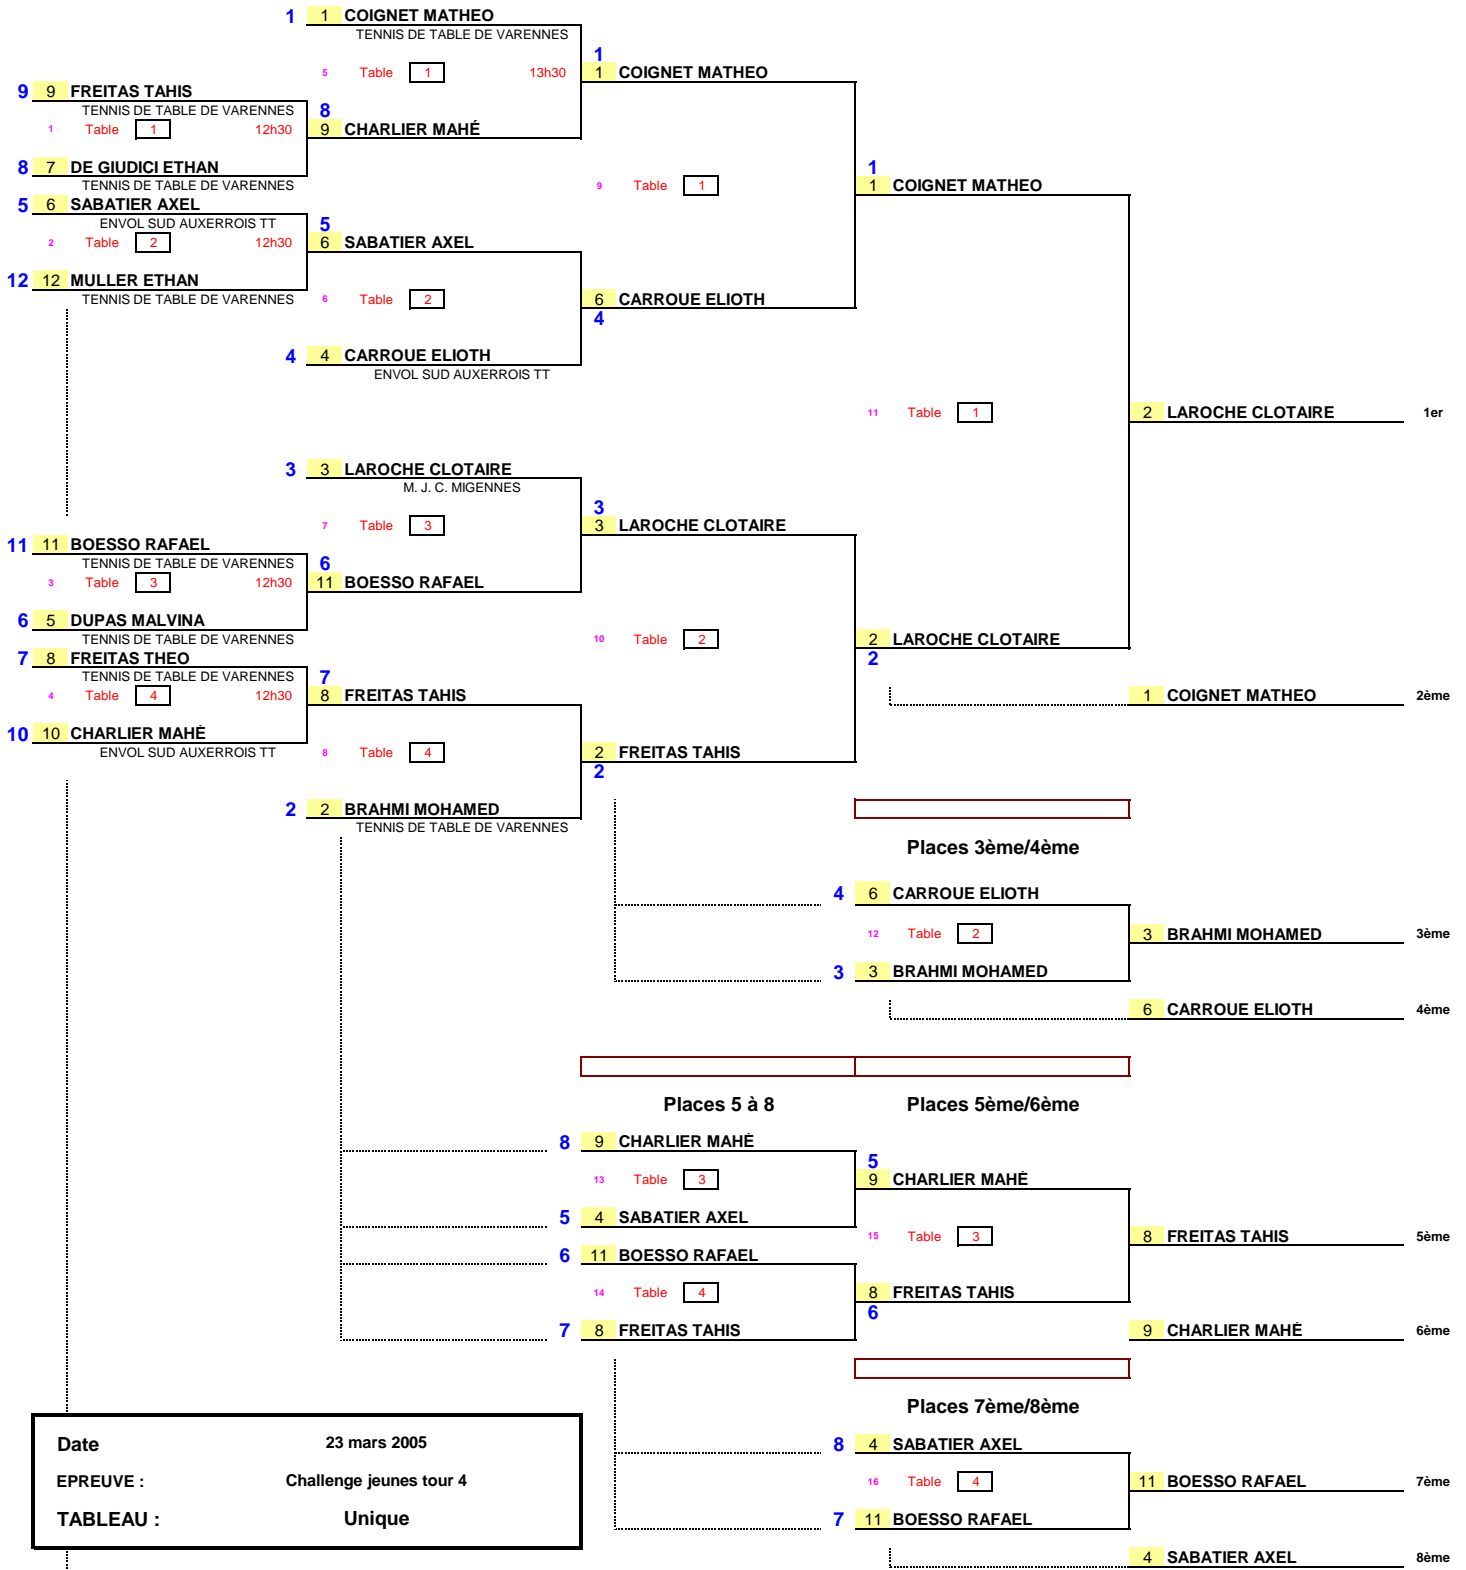 1 1 COIGNET MATHEO
TENNIS DE TABLE DE VARENNES
1
5 Table 1 13h30 1 COIGNET MATHEO
9 9 FREITAS TAHIS
TENNIS DE TABLE DE VARENNES 8
1 Table 1 12h30 9 CHARLIER MAHÉ
8 7 DE GIUDICI ETHAN 1
TENNIS DE TABLE DE VARENNES 9 Table 1 1 COIGNET MATHEO
5 6 SABATIER AXEL
ENVOL SUD AUXERROIS TT 5
2 Table 2 12h30 6 SABATIER AXEL
12 12 MULLER ETHAN
TENNIS DE TABLE DE VARENNES 6 Table 2 6 CARROUE ELIOTH
4
4 4 CARROUE ELIOTH
ENVOL SUD AUXERROIS TT
11 Table 1 2 LAROCHE CLOTAIRE 1er
3 3 LAROCHE CLOTAIRE
M. J. C. MIGENNES
3
7 Table 3 3 LAROCHE CLOTAIRE
11 11 BOESSO RAFAEL
TENNIS DE TABLE DE VARENNES 6
3 Table 3 12h30 11 BOESSO RAFAEL
6 5 DUPAS MALVINA
TENNIS DE TABLE DE VARENNES 10 Table 2 2 LAROCHE CLOTAIRE
7 8 FREITAS THEO 2
TENNIS DE TABLE DE VARENNES 7
4 Table 4 12h30 8 FREITAS TAHIS 1 COIGNET MATHEO 2ème
10 10 CHARLIER MAHÉ
ENVOL SUD AUXERROIS TT 8 Table 4 2 FREITAS TAHIS
2
2 2 BRAHMI MOHAMED
TENNIS DE TABLE DE VARENNES
Places 3ème/4ème
4 6 CARROUE ELIOTH
12 Table 2 3 BRAHMI MOHAMED 3ème
3 3 BRAHMI MOHAMED
6 CARROUE ELIOTH 4ème
Places 5 à 8 Places 5ème/6ème
8 9 CHARLIER MAHÉ
5
13 Table 3 9 CHARLIER MAHÉ
5 4 SABATIER AXEL
15 Table 3 8 FREITAS TAHIS 5ème
6 11 BOESSO RAFAEL
14 Table 4 8 FREITAS TAHIS
6
7 8 FREITAS TAHIS 9 CHARLIER MAHÉ 6ème
Places 7ème/8ème
Date 23 mars 2005
8 4 SABATIER AXEL
EPREUVE : Challenge jeunes tour 4
16 Table 4 11 BOESSO RAFAEL 7ème
TABLEAU : Unique
7 11 BOESSO RAFAEL
4 SABATIER AXEL 8ème